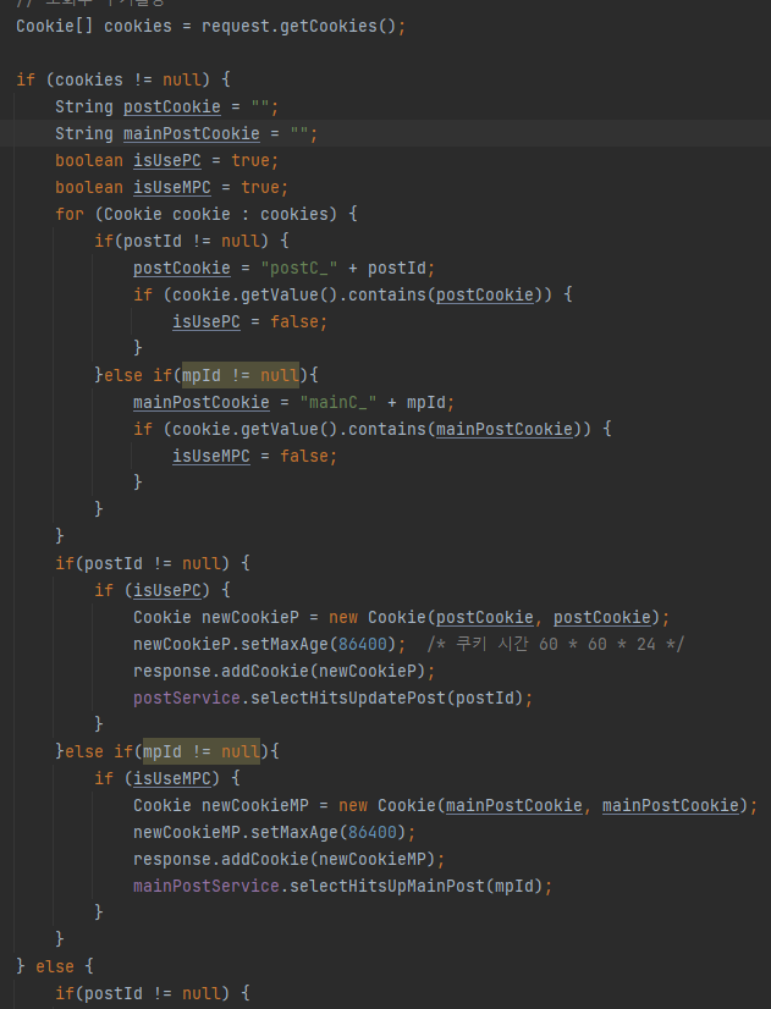 Cookie[] cookies = request.getCookies();
if (cookies != null) {
String postCookie = "";
String mainPostCookie = "";
boolean isUsePC = true;
boolean isUseMPC = true;
for (Cookie cookie : cookies) {
if(postId != null) {
postCookie = "postC_" + postId;
if (cookie.getValue().contains(postCookie)) {
isUsePC = false;
}
}else if(mpId != null){
mainPostCookie = "mainC_" + mpId;
if (cookie.getValue().contains(mainPostCookie)) {
isUseMPC = false;
}
}
}
if(postId != null) {
if (isUsePC) {
Cookie newCookieP = new Cookie(postCookie, postCookie);
newCookieP.setMaxAge(86400); /* 쿠키 시간 60 * 60 * 24 */
response.addCookie(newCookieP);
postService.selectHitsUpdatePost(postId);
}
}else if(mpId != null){
if (isUseMPC) {
Cookie newCookieMP = new Cookie(mainPostCookie, mainPostCookie);
newCookieMP.setMaxAge(86400);
response.addCookie(newCookieMP);
mainPostService.selectHitsUpMainPost(mpId);
}
}
} else {
if(postId != null) {